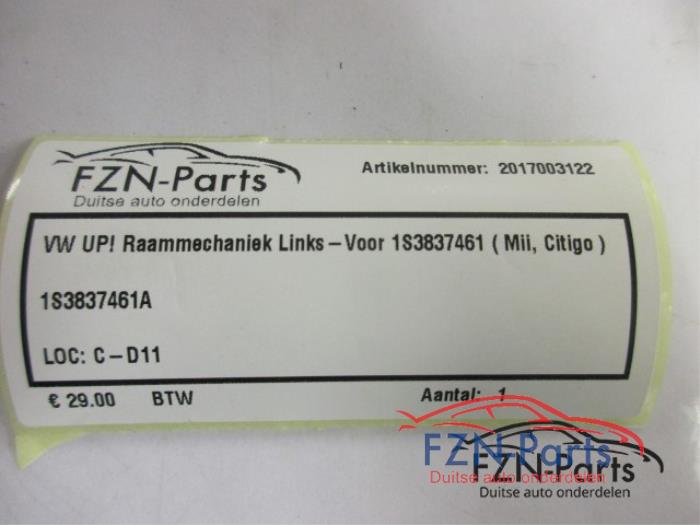 FZN-Parts
Duitse auto onderdelen
Artikelnummer: 2017003122
VW UP! Raammechaniek Links-Voor 1S3837461 ( Mii, Citigo )
1S3837461A
LOC: C-D11
€ 29.00 BTW Aantal: 1
FZN-Parts
Duitse auto onderdelen
FZN-Parts
Duitse auto onderdelen